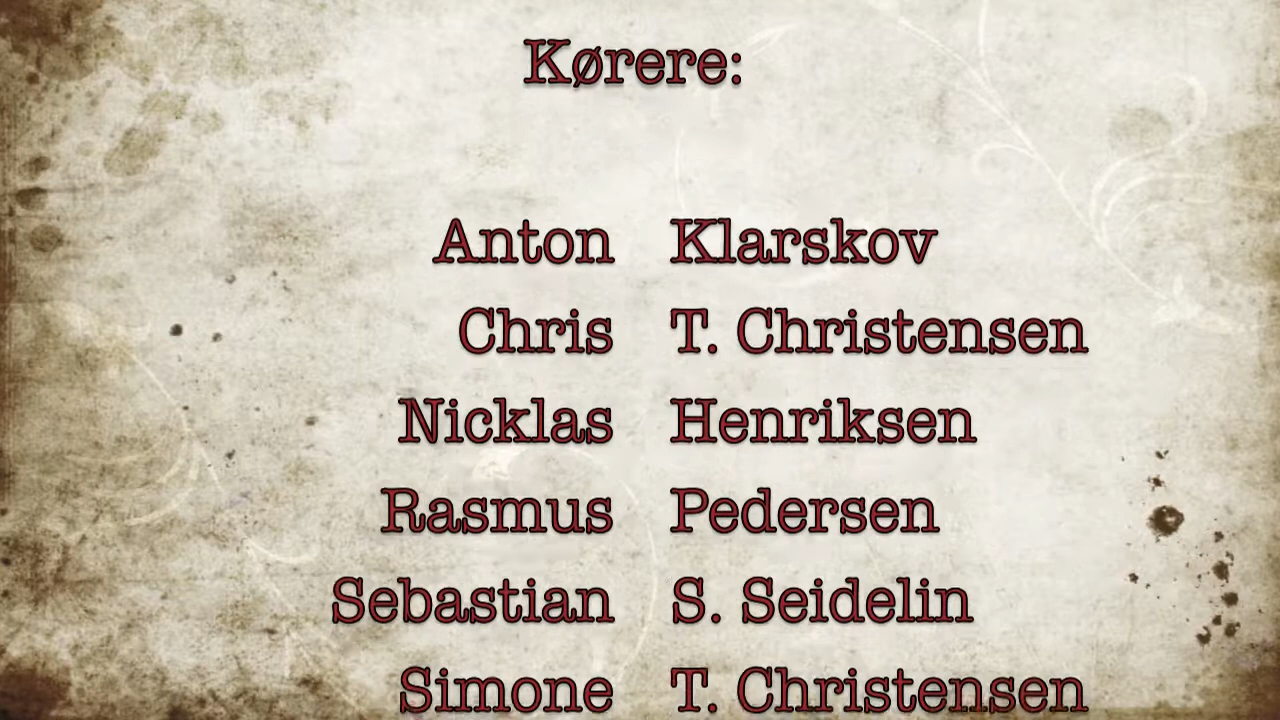 Kørere:
Anton Klarskov
Chris T. Christensen
Nicklas Henriksen
Rasmus Pedersen
Sebastian S. Seidelin
Simone T. Christensen